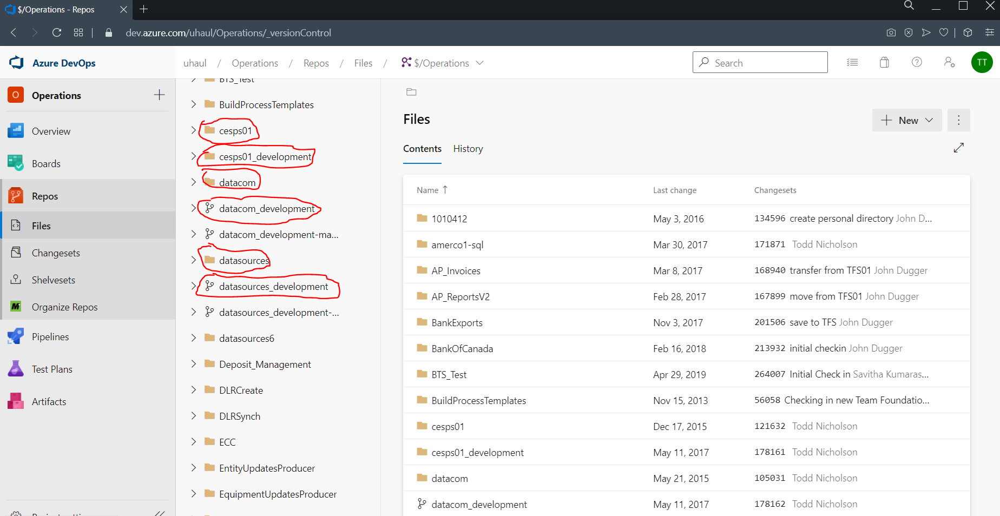 $/Operations - Repos
dev.azure.com/uhaul/Operations/_versionControl
Azure DevOps
uhaul / Operations / Repos / Files / $/Operations
Search
TT
O Operations
Overview
Boards
Repos
Files
Changesets
Shelvesets
Organize Repos
Pipelines
Test Plans
Artifacts
BTS_Test
BuildProcessTemplates
cesps01
cesps01_development
datacom
datacom_development
datacom_development-ma...
datasources
datasources_development
datasources_development-...
datasources6
Deposit_Management
DLRCreate
DLRSynch
ECC
EntityUpdatesProducer
EquipmentUpdatesProducer
Files
New
Contents History
Name Last change Changesets
1010412 May 3, 2016 134596 create personal directory John D...
amerco1-sql Mar 30, 2017 171871 Todd Nicholson
AP_Invoices Mar 8, 2017 168940 transfer from TFS01 John Dugger
AP_ReportsV2 Feb 28, 2017 167899 move from TFS01 John Dugger
BankExports Nov 3, 2017 201506 save to TFS John Dugger
BankOfCanada Feb 16, 2018 213932 initial checkin John Dugger
BTS_Test Apr 29, 2019 264007 Initial Check in Savitha Kumaras...
BuildProcessTemplates Nov 15, 2013 56058 Checking in new Team Foundatio...
cesps01 Dec 17, 2015 121632 Todd Nicholson
cesps01_development May 11, 2017 178161 Todd Nicholson
datacom May 21, 2015 105031 Todd Nicholson
datacom_development May 11, 2017 178162 Todd Nicholson